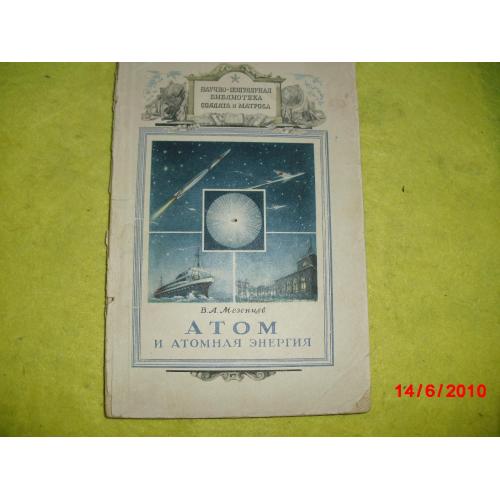 НАУЧНО-ПОПУЛЯРНАЯ
БИБЛИОТЕКА
СОЛДАТА И МАТРОСА
В.А.Мезенцев
АТОМ
И АТОМНАЯ ЭНЕРГИЯ
14/6/2010